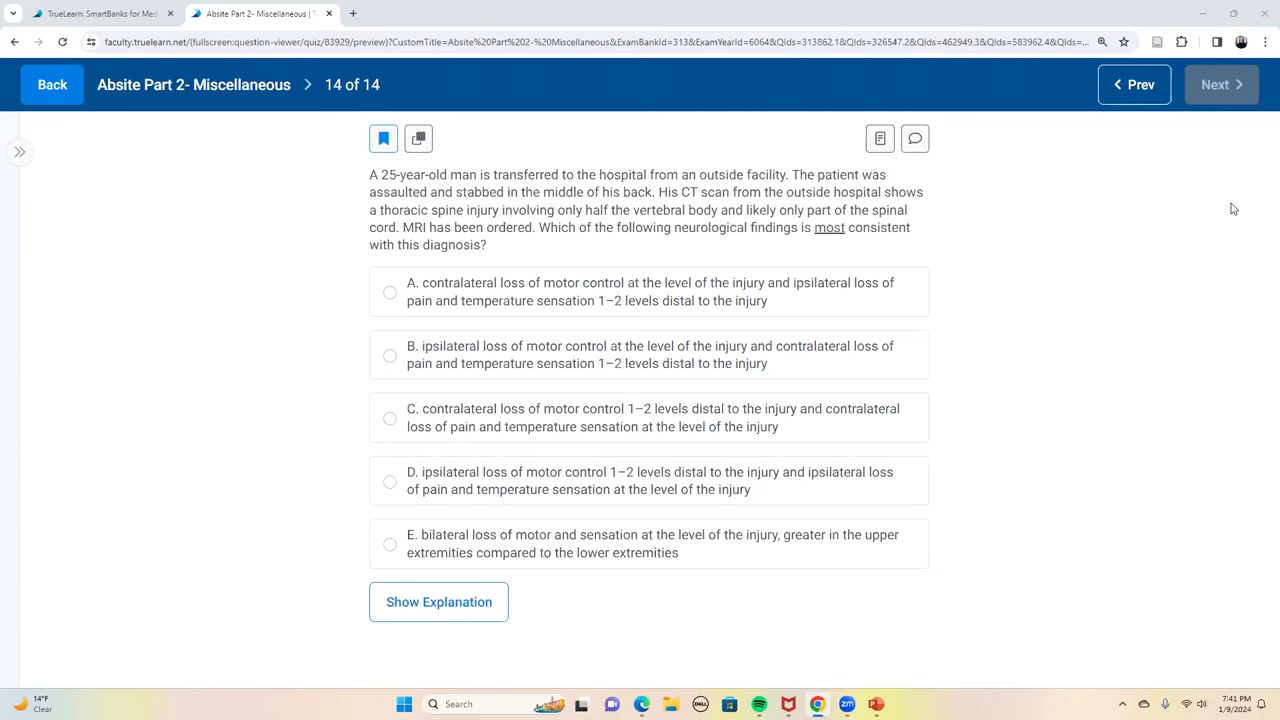 TrueLearn: SmartBanks for Med
Absite Part 2- Miscellaneous | T
faculty.truelearn.net/(fullscreen:question-viewer/quiz/83929/preview)?CustomTitle=Absite%20Part%202-%20Miscellaneous&ExamBankId=313&ExamYearId=6064&QIds=313862.1&QIds=326547.2&QIds=462949.3&QIds=583962.4&QIds=...
Back
Absite Part 2- Miscellaneous > 14 of 14
Prev
Next
A 25-year-old man is transferred to the hospital from an outside facility. The patient was
assaulted and stabbed in the middle of his back. His CT scan from the outside hospital shows
a thoracic spine injury involving only half the vertebral body and likely only part of the spinal
cord. MRI has been ordered. Which of the following neurological findings is most consistent
with this diagnosis?
A. contralateral loss of motor control at the level of the injury and ipsilateral loss of
pain and temperature sensation 1–2 levels distal to the injury
B. ipsilateral loss of motor control at the level of the injury and contralateral loss of
pain and temperature sensation 1–2 levels distal to the injury
C. contralateral loss of motor control 1–2 levels distal to the injury and contralateral
loss of pain and temperature sensation at the level of the injury
D. ipsilateral loss of motor control 1–2 levels distal to the injury and ipsilateral loss
of pain and temperature sensation at the level of the injury
E. bilateral loss of motor and sensation at the level of the injury, greater in the upper
extremities compared to the lower extremities
Show Explanation
14°F
Clear
Search
DELL
zm
7:41 PM
1/9/2024